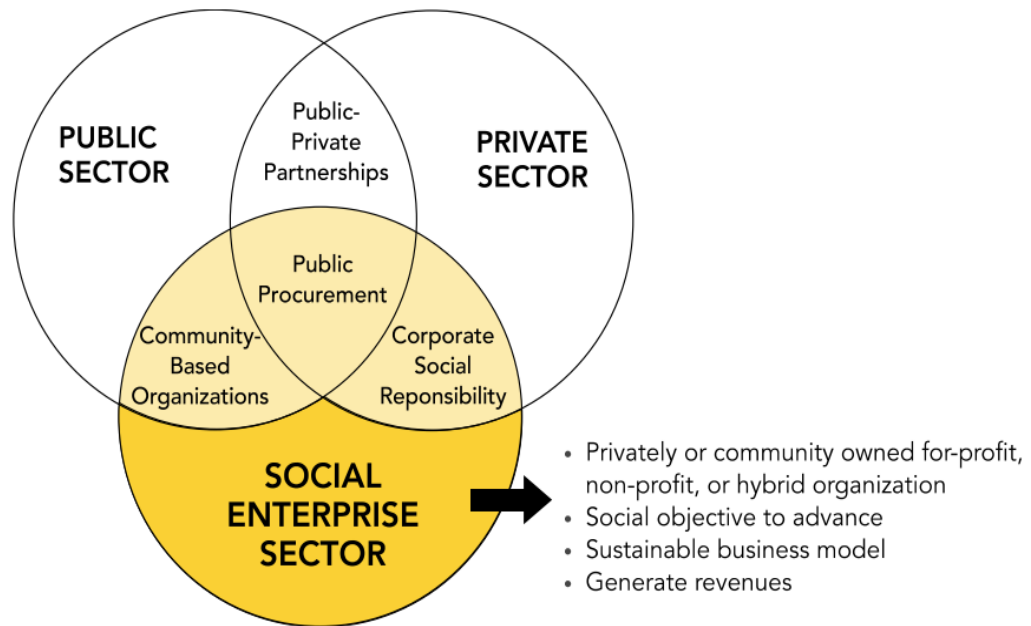 PUBLIC
SECTOR
Public-
Private
Partnerships
PRIVATE
SECTOR
Public
Procurement
Community-
Based
Organizations
Corporate
Social
Reponsibility
SOCIAL
ENTERPRISE
SECTOR
• Privately or community owned for-profit,
non-profit, or hybrid organization
• Social objective to advance
• Sustainable business model
• Generate revenues